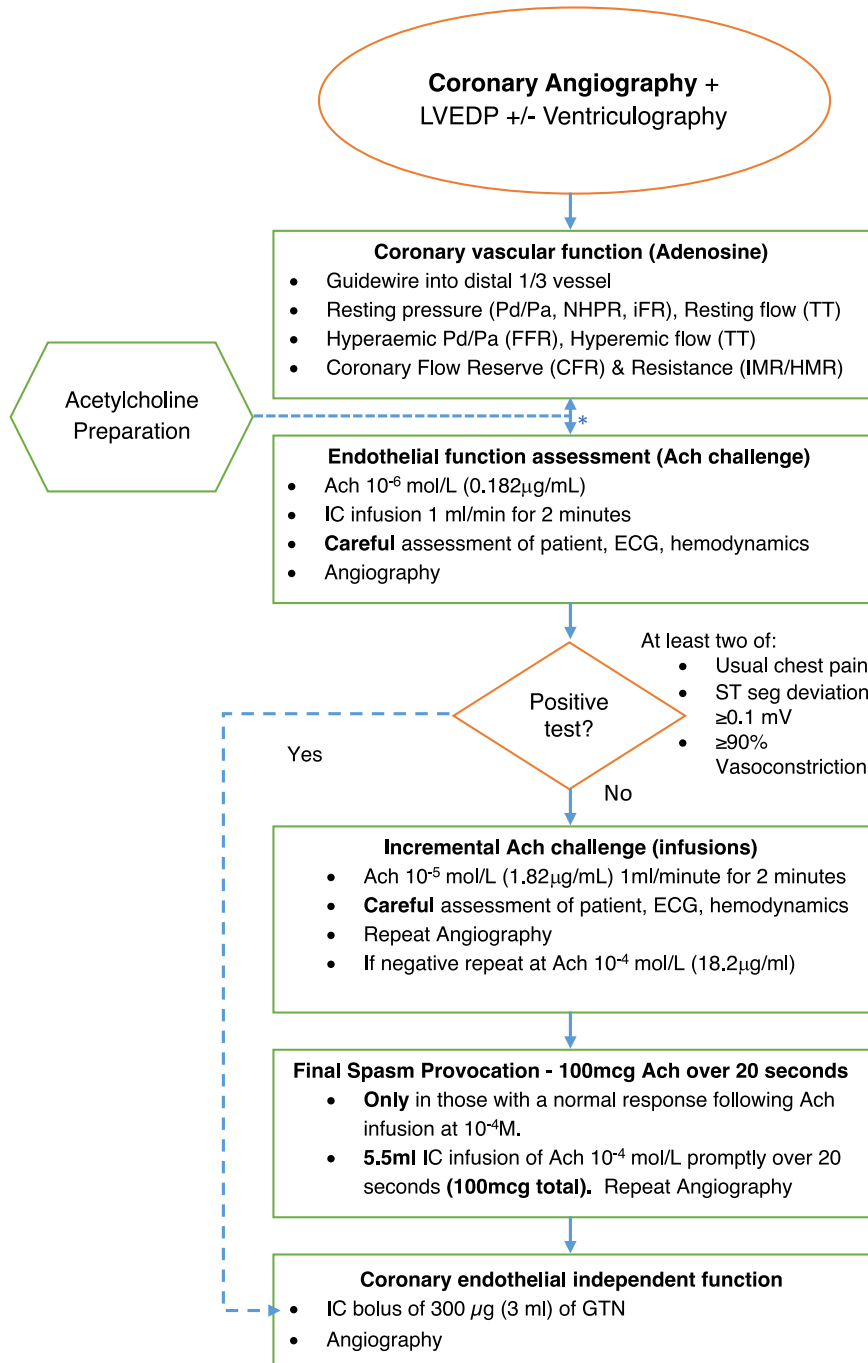 Coronary Angiography +
LVEDP +/- Ventriculography
Coronary vascular function (Adenosine)
• Guidewire into distal 1/3 vessel
• Resting pressure (Pd/Pa, NHPR, iFR), Resting flow (TT)
• Hyperaemic Pd/Pa (FFR), Hyperemic flow (TT)
• Coronary Flow Reserve (CFR) & Resistance (IMR/HMR)
Acetylcholine
Preparation
*
Endothelial function assessment (Ach challenge)
• Ach 10⁻⁶ mol/L (0.182µg/mL)
• IC infusion 1 ml/min for 2 minutes
• Careful assessment of patient, ECG, hemodynamics
• Angiography
Positive
test?
At least two of:
• Usual chest pain
• ST seg deviation
≥0.1 mV
• ≥90%
Vasoconstriction
Yes
No
Incremental Ach challenge (infusions)
• Ach 10⁻⁵ mol/L (1.82µg/mL) 1ml/minute for 2 minutes
• Careful assessment of patient, ECG, hemodynamics
• Repeat Angiography
• If negative repeat at Ach 10⁻⁴ mol/L (18.2µg/ml)
Final Spasm Provocation - 100mcg Ach over 20 seconds
• Only in those with a normal response following Ach
infusion at 10⁻⁴M.
• 5.5ml IC infusion of Ach 10⁻⁴ mol/L promptly over 20
seconds (100mcg total). Repeat Angiography
Coronary endothelial independent function
• IC bolus of 300 µg (3 ml) of GTN
• Angiography